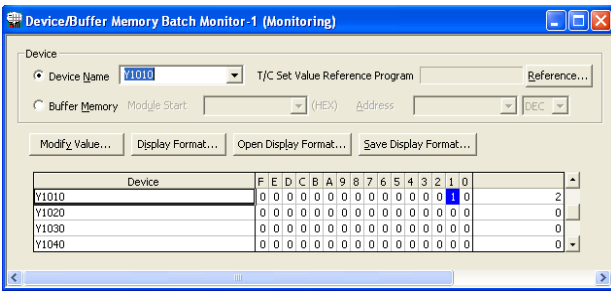 Device/Buffer Memory Batch Monitor-1 (Monitoring)
Device
Device Name Y1010 T/C Set Value Reference Program Reference...
Buffer Memory Module Start (HEX) Address DEC
Modify Value... Display Format... Open Display Format... Save Display Format...
Device F E D C B A 9 8 7 6 5 4 3 2 1 0
Y1010 0 0 0 0 0 0 0 0 0 0 0 0 0 0 1 0 2
Y1020 0 0 0 0 0 0 0 0 0 0 0 0 0 0 0 0 0
Y1030 0 0 0 0 0 0 0 0 0 0 0 0 0 0 0 0 0
Y1040 0 0 0 0 0 0 0 0 0 0 0 0 0 0 0 0 0